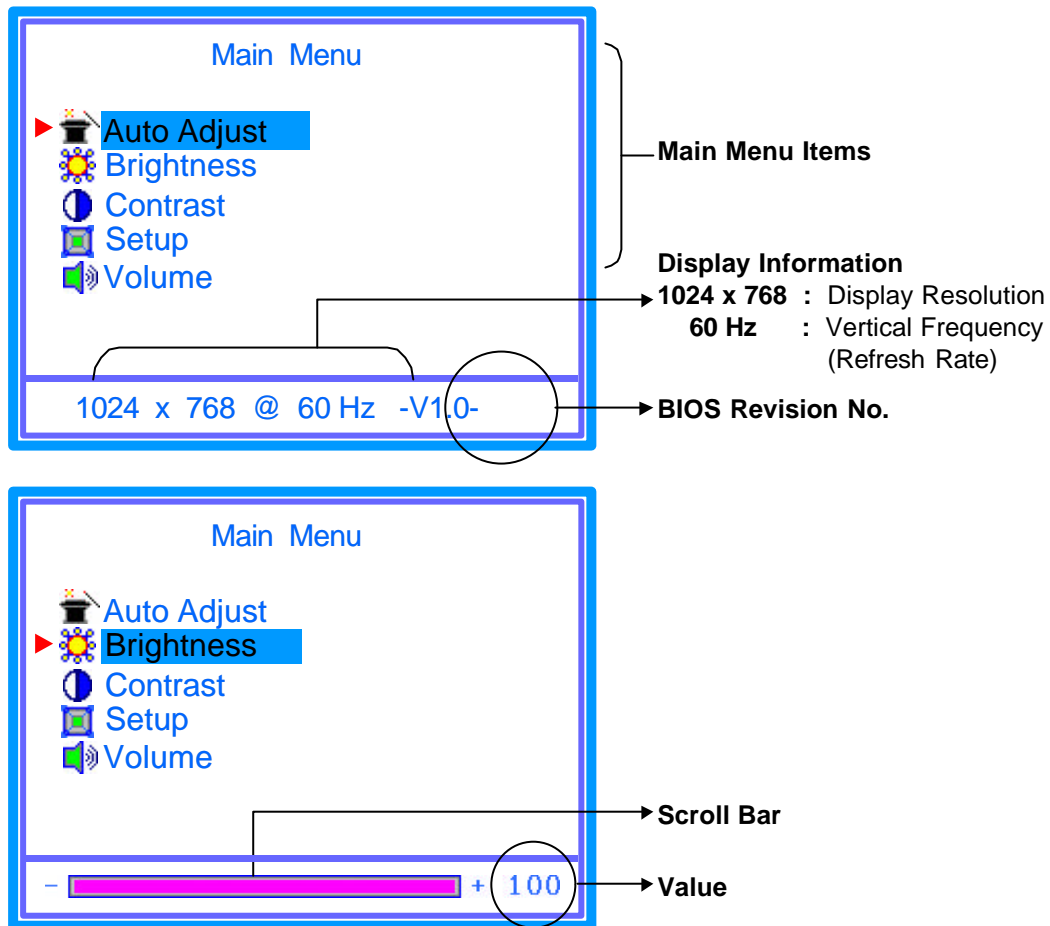 Main Menu
Auto Adjust
Brightness
Contrast
Setup
Volume
1024 x 768 @ 60 Hz -V1.0-
Main Menu Items
Display Information
1024 x 768 : Display Resolution
60 Hz : Vertical Frequency
(Refresh Rate)
BIOS Revision No.
Main Menu
Auto Adjust
Brightness
Contrast
Setup
Volume
- + 100
Scroll Bar
Value